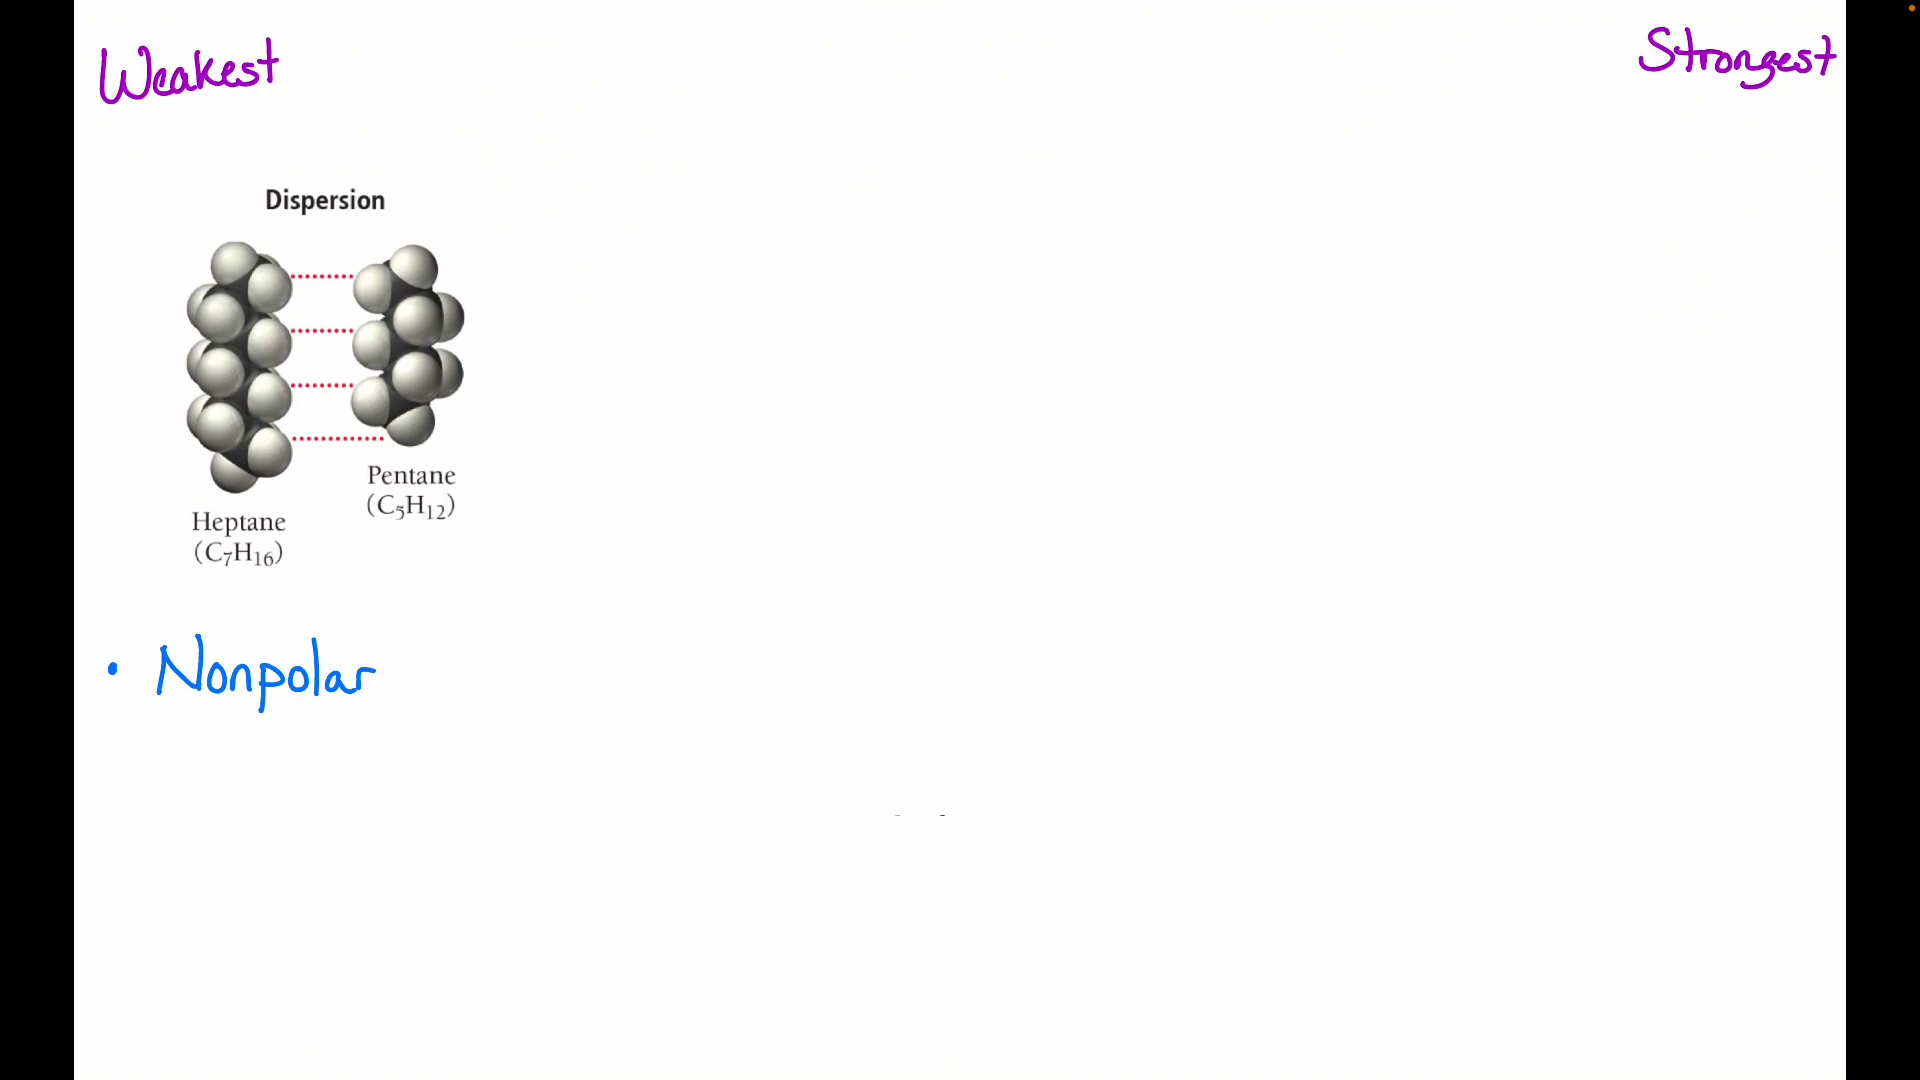 Weakest
Strongest
Dispersion
Pentane
(C₅H₁₂)
Heptane
(C₇H₁₆)
• Nonpolar